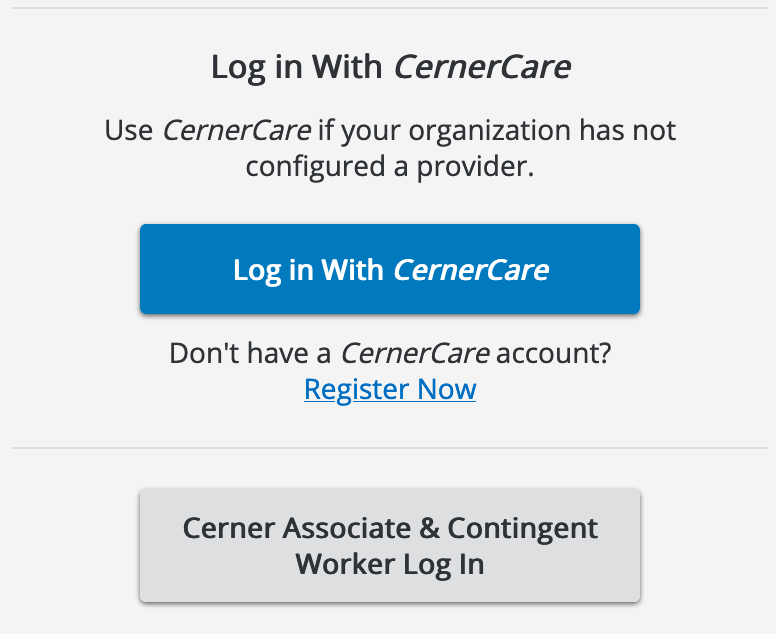 Log in With CernerCare
Use CernerCare if your organization has not
configured a provider.
Log in With CernerCare
Don't have a CernerCare account?
Register Now
Cerner Associate & Contingent
Worker Log In